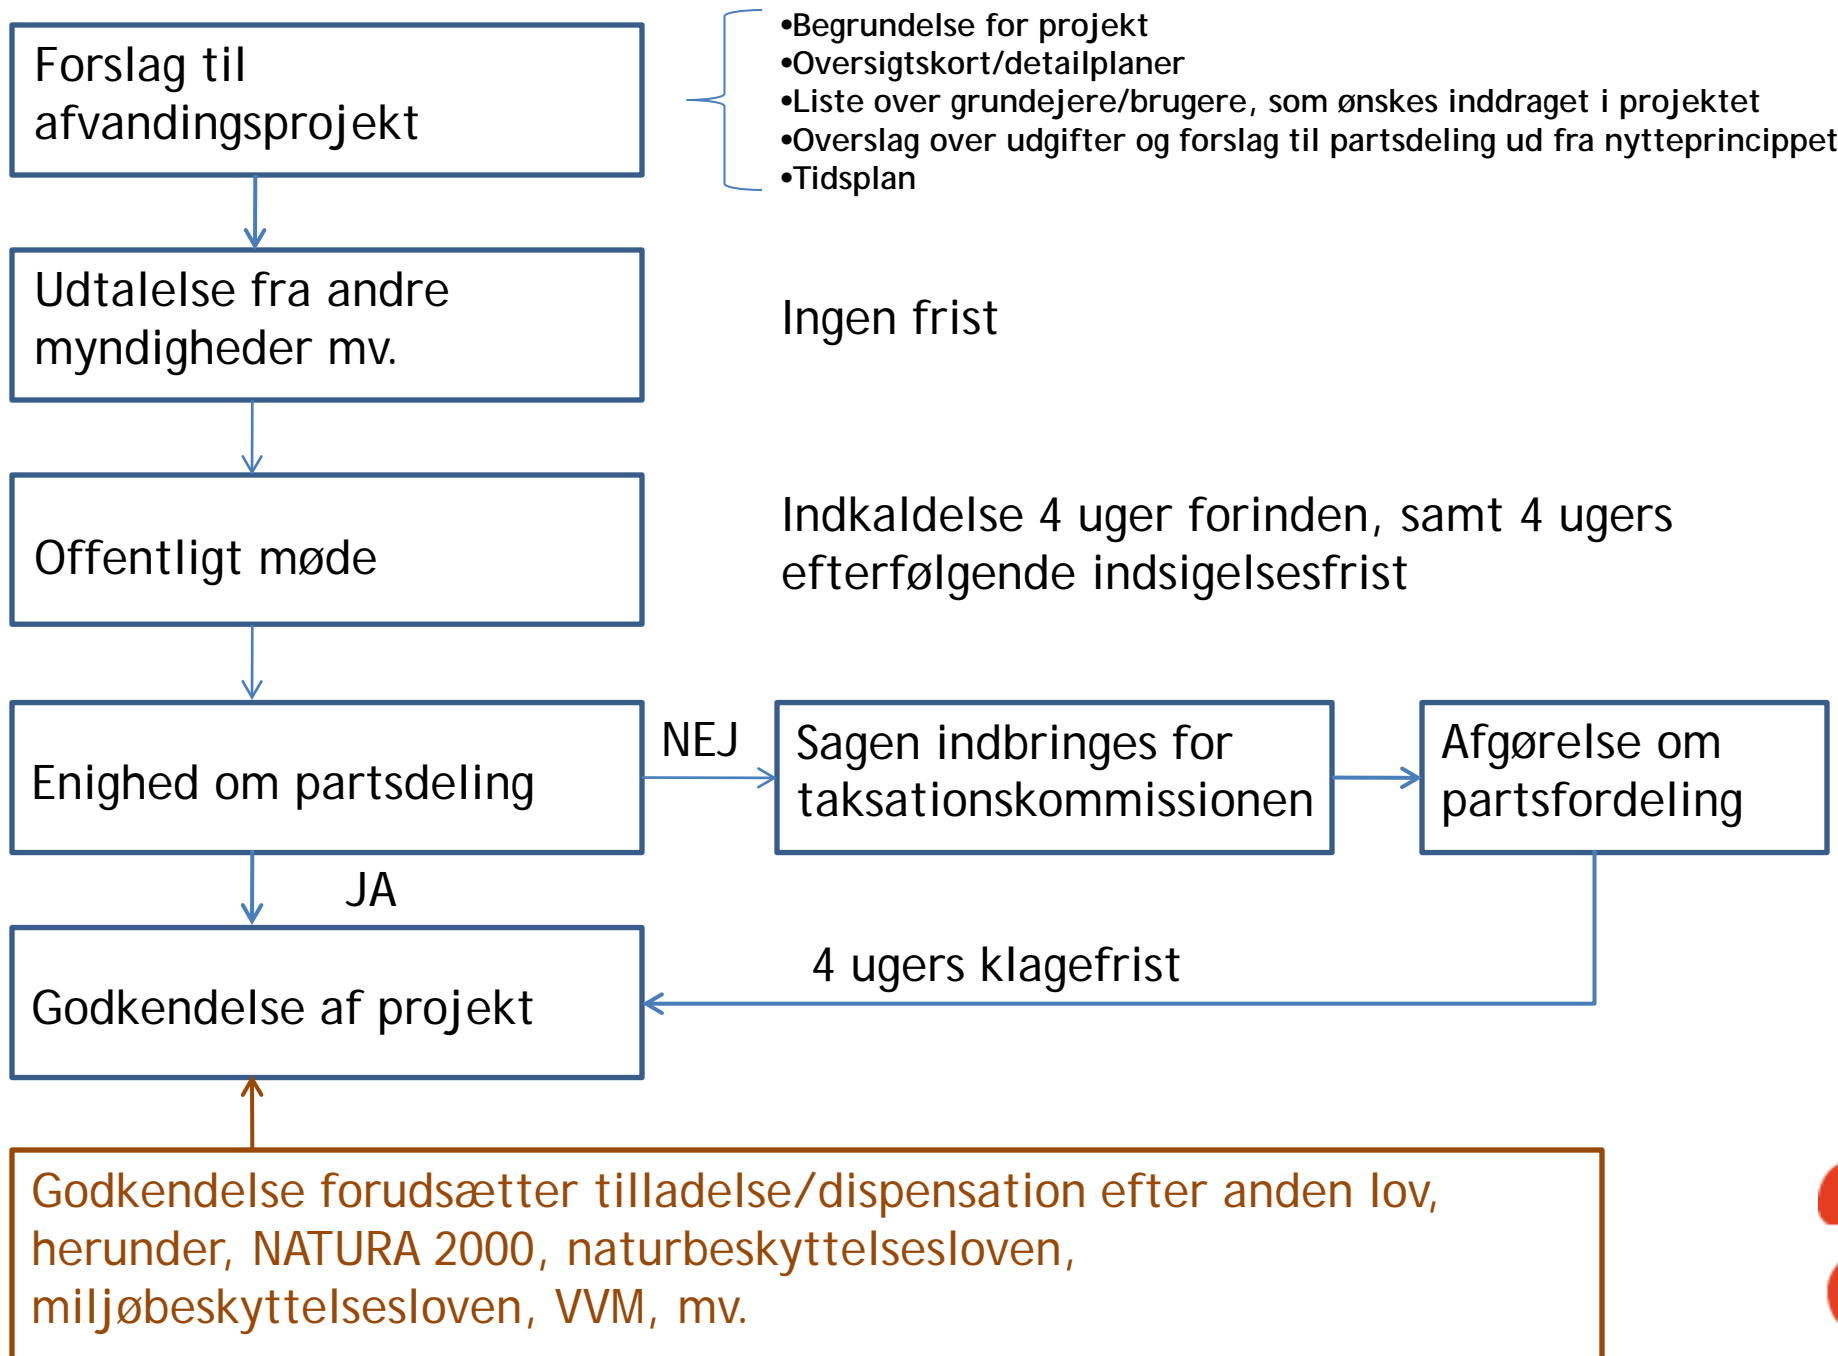 Forslag til
afvandingsprojekt
•Begrundelse for projekt
•Oversigtskort/detailplaner
•Liste over grundejere/brugere, som ønskes inddraget i projektet
•Overslag over udgifter og forslag til partsdeling ud fra nytteprincippet
•Tidsplan
Udtalelse fra andre
myndigheder mv.
Ingen frist
Offentligt møde
Indkaldelse 4 uger forinden, samt 4 ugers
efterfølgende indsigelsesfrist
Enighed om partsdeling
NEJ
Sagen indbringes for
taksationskommissionen
Afgørelse om
partsfordeling
JA
Godkendelse af projekt
4 ugers klagefrist
Godkendelse forudsætter tilladelse/dispensation efter anden lov,
herunder, NATURA 2000, naturbeskyttelsesloven,
miljøbeskyttelsesloven, VVM, mv.